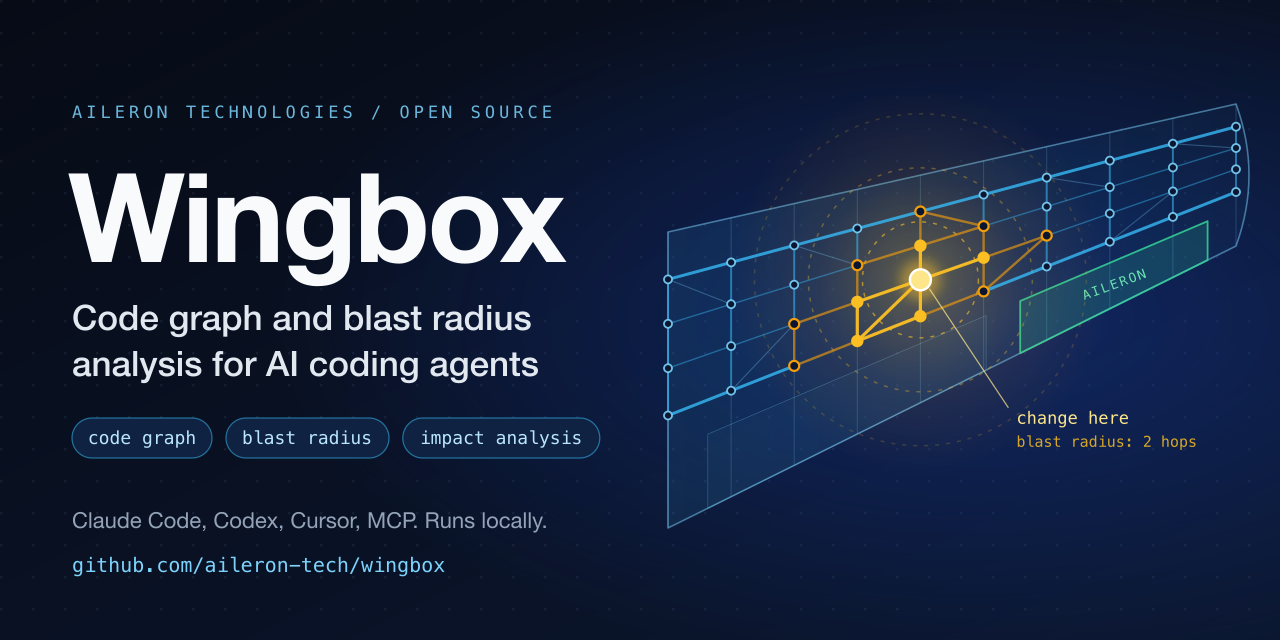 AILERON TECHNOLOGIES / OPEN SOURCE
Wingbox
Code graph and blast radius
analysis for AI coding agents
code graph
blast radius
impact analysis
Claude Code, Codex, Cursor, MCP. Runs locally.
github.com/aileron-tech/wingbox
AILERON
change here
blast radius: 2 hops